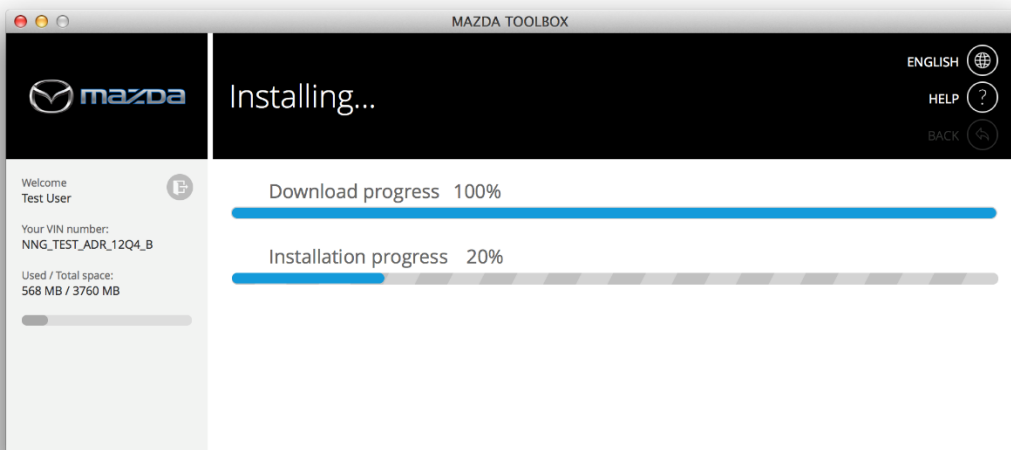 MAZDA TOOLBOX
mazda
Installing...
ENGLISH
HELP ?
BACK
Welcome
Test User
Your VIN number:
NNG_TEST_ADR_12Q4_B
Used / Total space:
568 MB / 3760 MB
Download progress 100%
Installation progress 20%